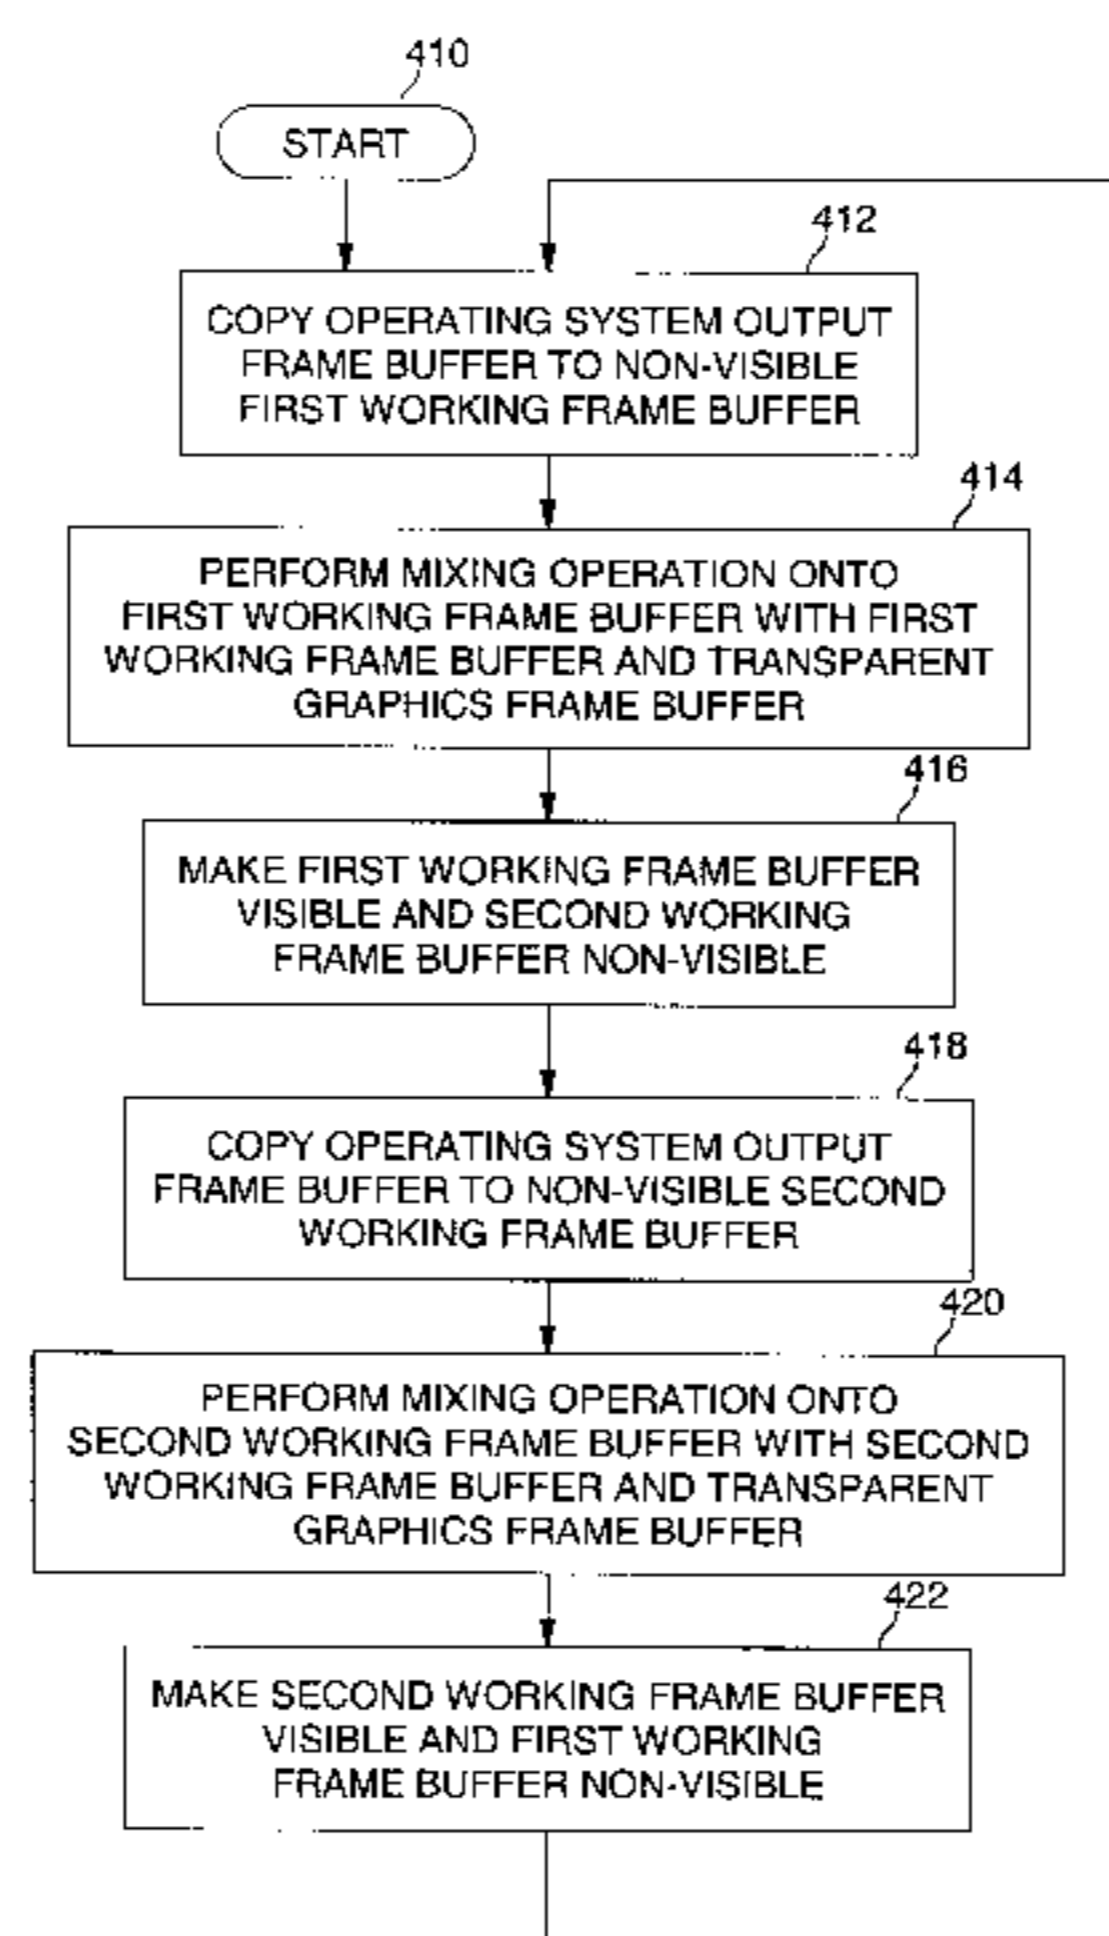 410
START
412
COPY OPERATING SYSTEM OUTPUT
FRAME BUFFER TO NON-VISIBLE
FIRST WORKING FRAME BUFFER
414
PERFORM MIXING OPERATION ONTO
FIRST WORKING FRAME BUFFER WITH FIRST
WORKING FRAME BUFFER AND TRANSPARENT
GRAPHICS FRAME BUFFER
416
MAKE FIRST WORKING FRAME BUFFER
VISIBLE AND SECOND WORKING
FRAME BUFFER NON-VISIBLE
418
COPY OPERATING SYSTEM OUTPUT
FRAME BUFFER TO NON-VISIBLE SECOND
WORKING FRAME BUFFER
420
PERFORM MIXING OPERATION ONTO
SECOND WORKING FRAME BUFFER WITH SECOND
WORKING FRAME BUFFER AND TRANSPARENT
GRAPHICS FRAME BUFFER
422
MAKE SECOND WORKING FRAME BUFFER
VISIBLE AND FIRST WORKING
FRAME BUFFER NON-VISIBLE